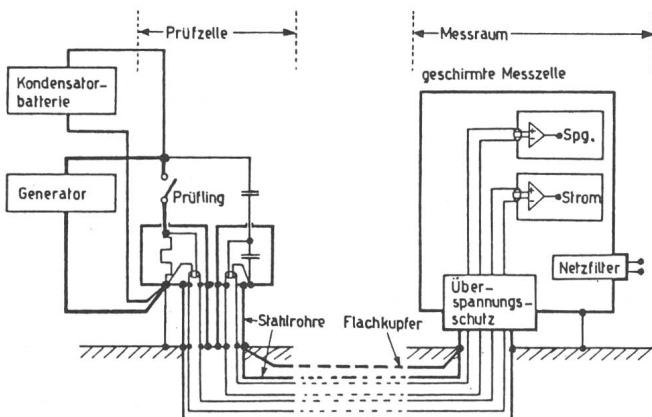 Prüfzelle
Messraum
Kondensator-
batterie
geschirmte Messzelle
Spg.
Generator
Prüfling
Strom
Netzfilter
Über-
spannungs-
schutz
Stahlrohre
Flachkupfer